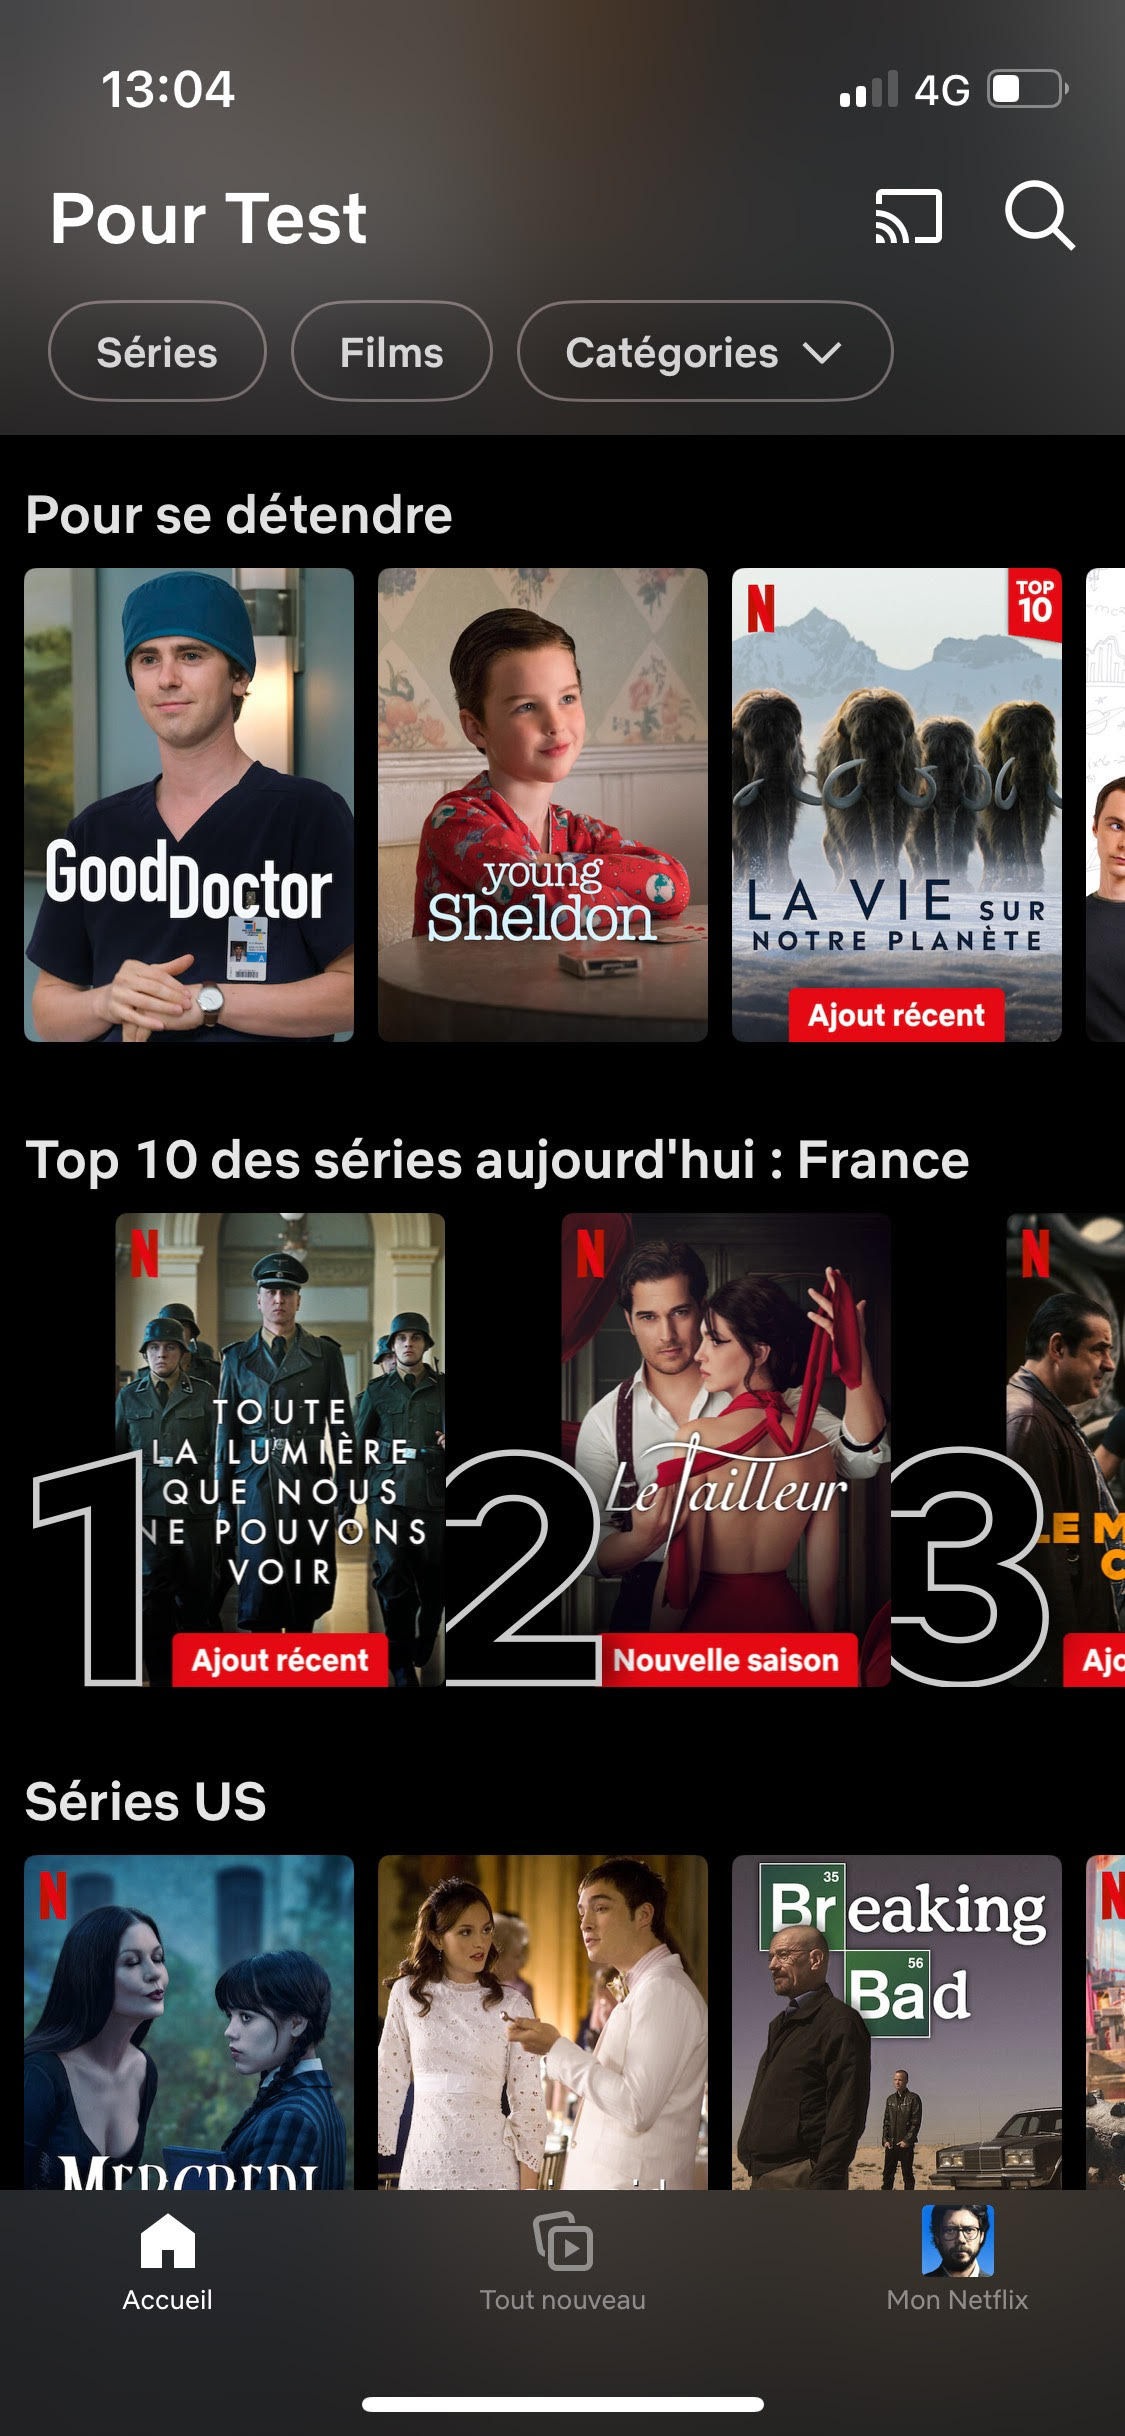 13:04
4G
Pour Test
Séries
Films
Catégories
Pour se détendre
GoodDoctor
young
Sheldon
N
TOP
10
LA VIE SUR
NOTRE PLANÈTE
Ajout récent
Top 10 des séries aujourd'hui : France
1
N
TOUTE
LA LUMIÈRE
QUE NOUS
NE POUVONS
VOIR
Ajout récent
2
N
Le Tailleur
Nouvelle saison
3
N
LE M
C
Ajo
Séries US
N
MERCREDI
35
Breaking
56
Bad
N
Accueil
Tout nouveau
Mon Netflix